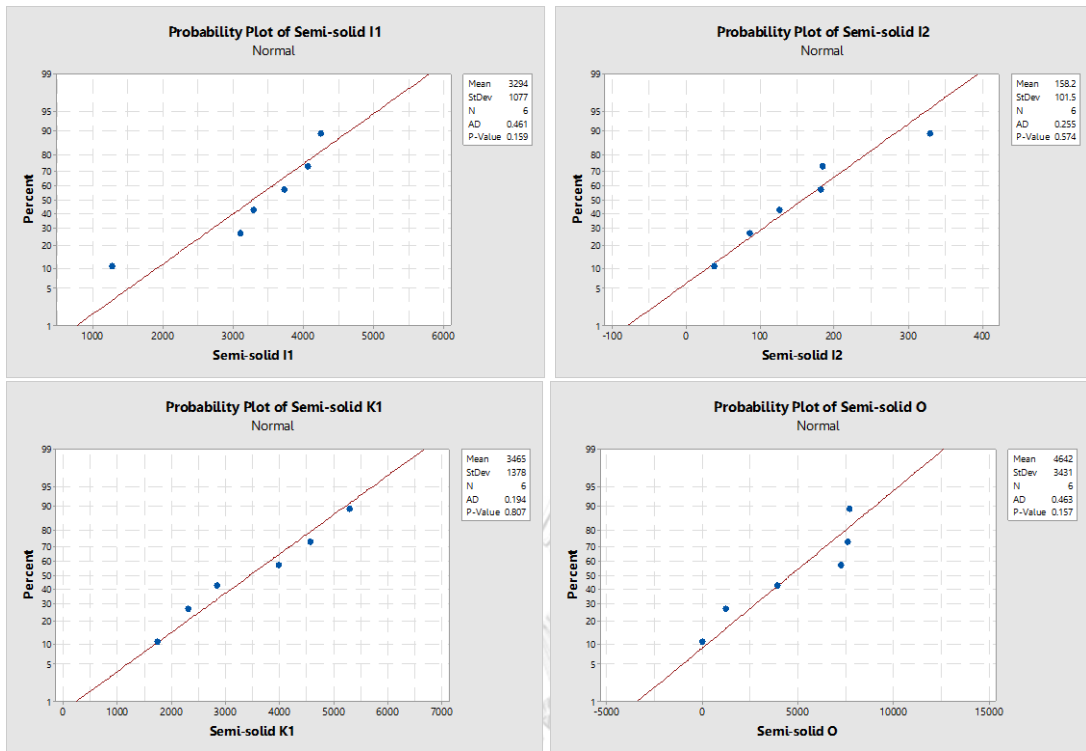 Probability Plot of Semi-solid I1
Normal
99
95
90
80
70
60
50
40
30
20
10
5
1
Percent
1000 2000 3000 4000 5000 6000
Semi-solid I1
Mean 3294
StDev 1077
N 6
AD 0.461
P-Value 0.159
Probability Plot of Semi-solid I2
Normal
99
95
90
80
70
60
50
40
30
20
10
5
1
Percent
-100 0 100 200 300 400
Semi-solid I2
Mean 158.2
StDev 101.5
N 6
AD 0.255
P-Value 0.574
Probability Plot of Semi-solid K1
Normal
99
95
90
80
70
60
50
40
30
20
10
5
1
Percent
0 1000 2000 3000 4000 5000 6000 7000
Semi-solid K1
Mean 3465
StDev 1378
N 6
AD 0.194
P-Value 0.807
Probability Plot of Semi-solid O
Normal
99
95
90
80
70
60
50
40
30
20
10
5
1
Percent
-5000 0 5000 10000 15000
Semi-solid O
Mean 4642
StDev 3431
N 6
AD 0.463
P-Value 0.157